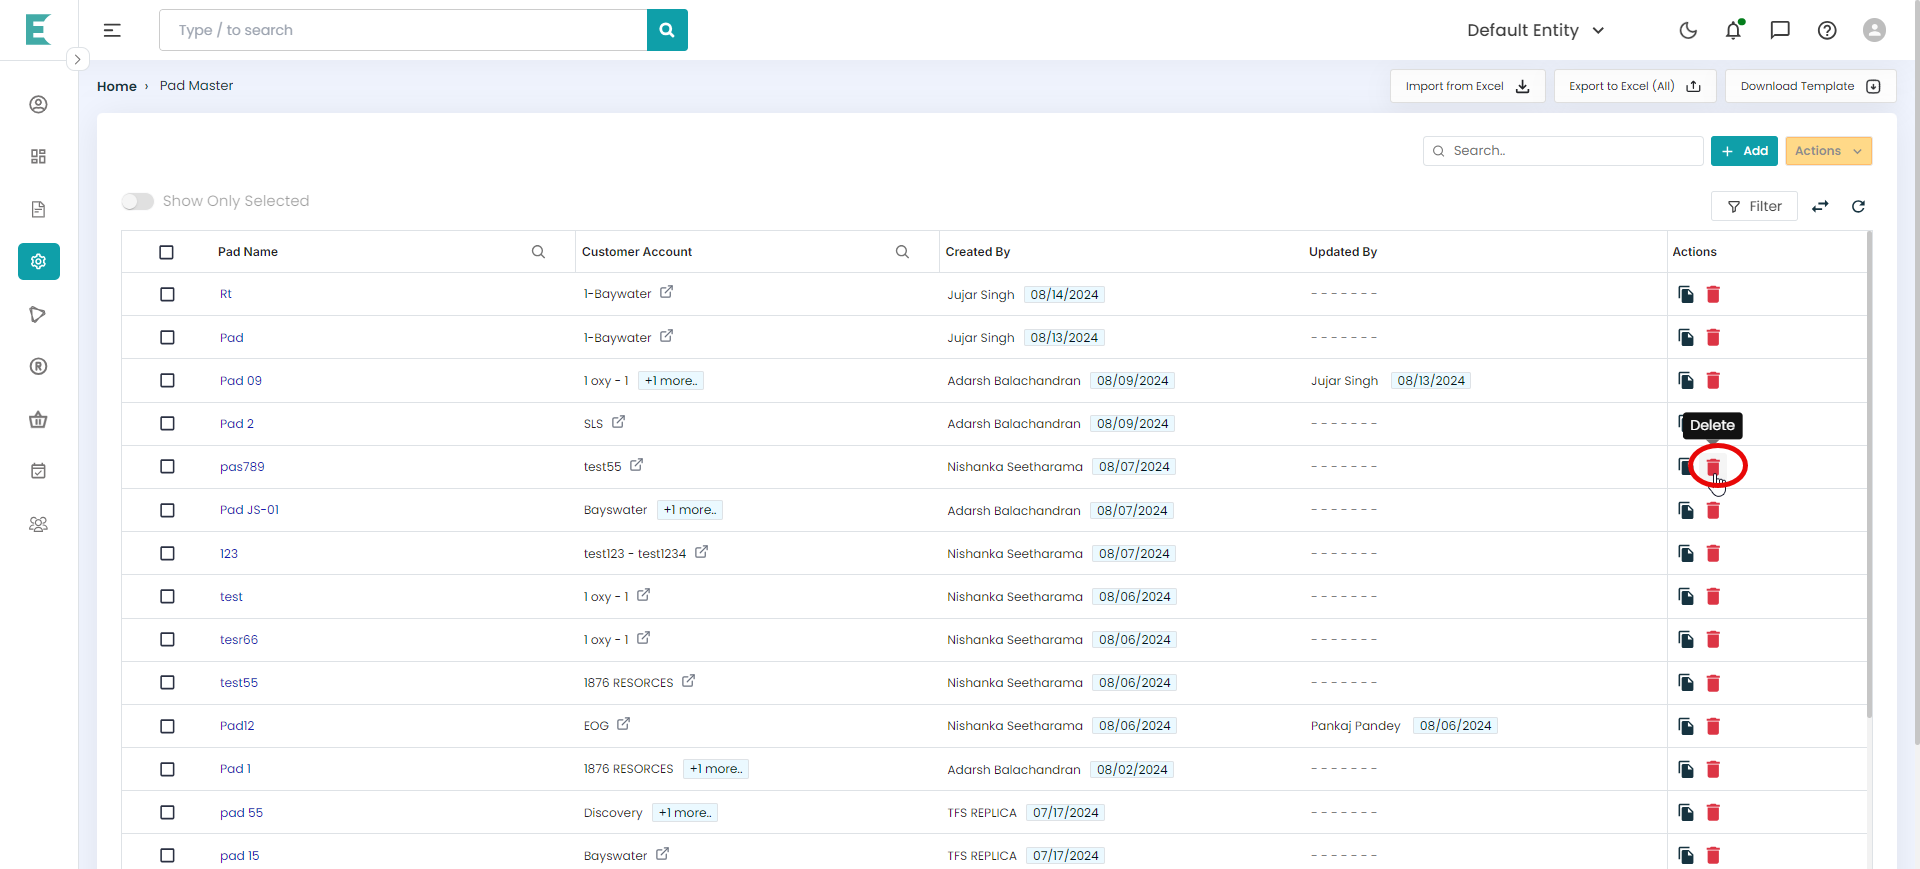 Type / to search
Default Entity
Home › Pad Master
Import from Excel
Export to Excel (All)
Download Template
Search..
+ Add
Actions
Show Only Selected
Filter
Pad Name Customer Account Created By Updated By Actions
Rt 1-Baywater Jujar Singh 08/14/2024 -------
Pad 1-Baywater Jujar Singh 08/13/2024 -------
Pad 09 1 oxy - 1 +1 more.. Adarsh Balachandran 08/09/2024 Jujar Singh 08/13/2024
Pad 2 SLS Adarsh Balachandran 08/09/2024 -------
Delete
pas789 test55 Nishanka Seetharama 08/07/2024 -------
Pad JS-01 Bayswater +1 more.. Adarsh Balachandran 08/07/2024 -------
123 test123 - test1234 Nishanka Seetharama 08/07/2024 -------
test 1 oxy - 1 Nishanka Seetharama 08/06/2024 -------
tesr66 1 oxy - 1 Nishanka Seetharama 08/06/2024 -------
test55 1876 RESORCES Nishanka Seetharama 08/06/2024 -------
Pad12 EOG Nishanka Seetharama 08/06/2024 Pankaj Pandey 08/06/2024
Pad 1 1876 RESORCES +1 more.. Adarsh Balachandran 08/02/2024 -------
pad 55 Discovery +1 more.. TFS REPLICA 07/17/2024 -------
pad 15 Bayswater TFS REPLICA 07/17/2024 -------